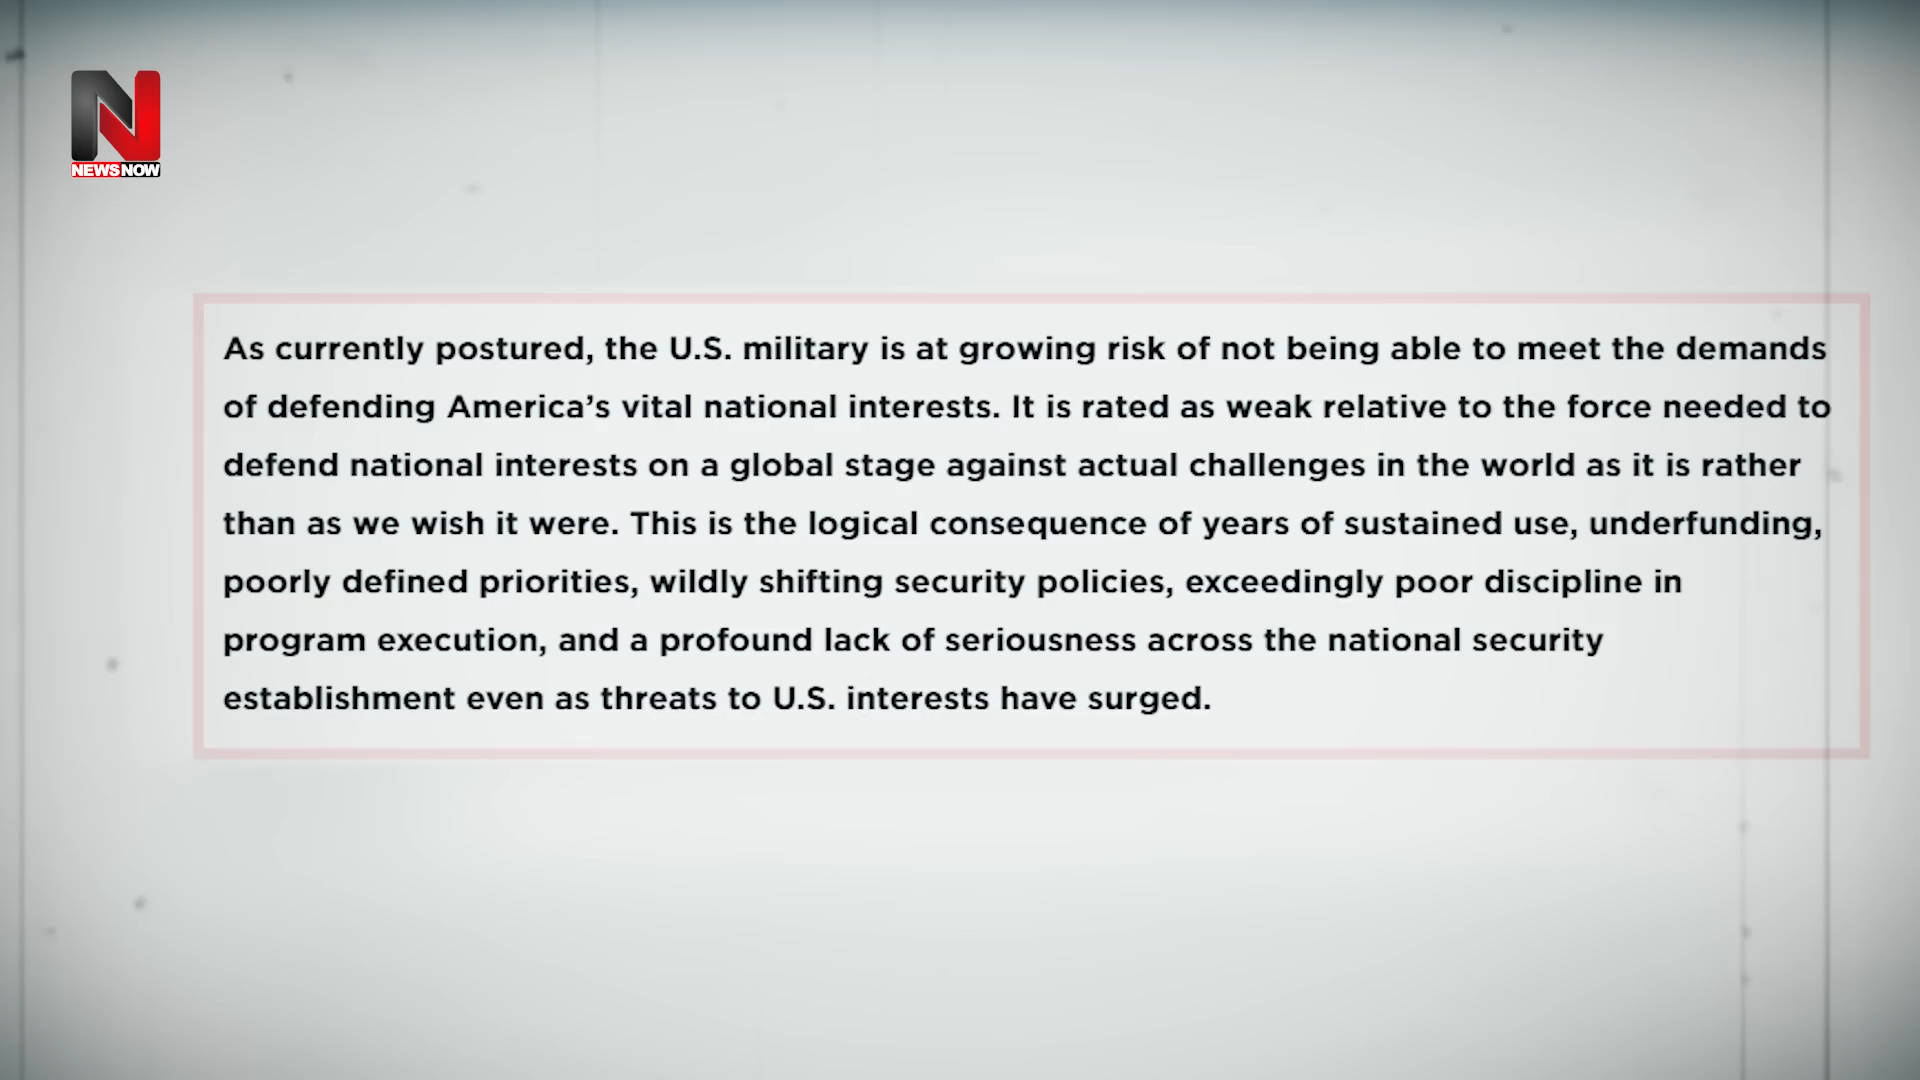 NEWSNOW
As currently postured, the U.S. military is at growing risk of not being able to meet the demands
of defending America’s vital national interests. It is rated as weak relative to the force needed to
defend national interests on a global stage against actual challenges in the world as it is rather
than as we wish it were. This is the logical consequence of years of sustained use, underfunding,
poorly defined priorities, wildly shifting security policies, exceedingly poor discipline in
program execution, and a profound lack of seriousness across the national security
establishment even as threats to U.S. interests have surged.